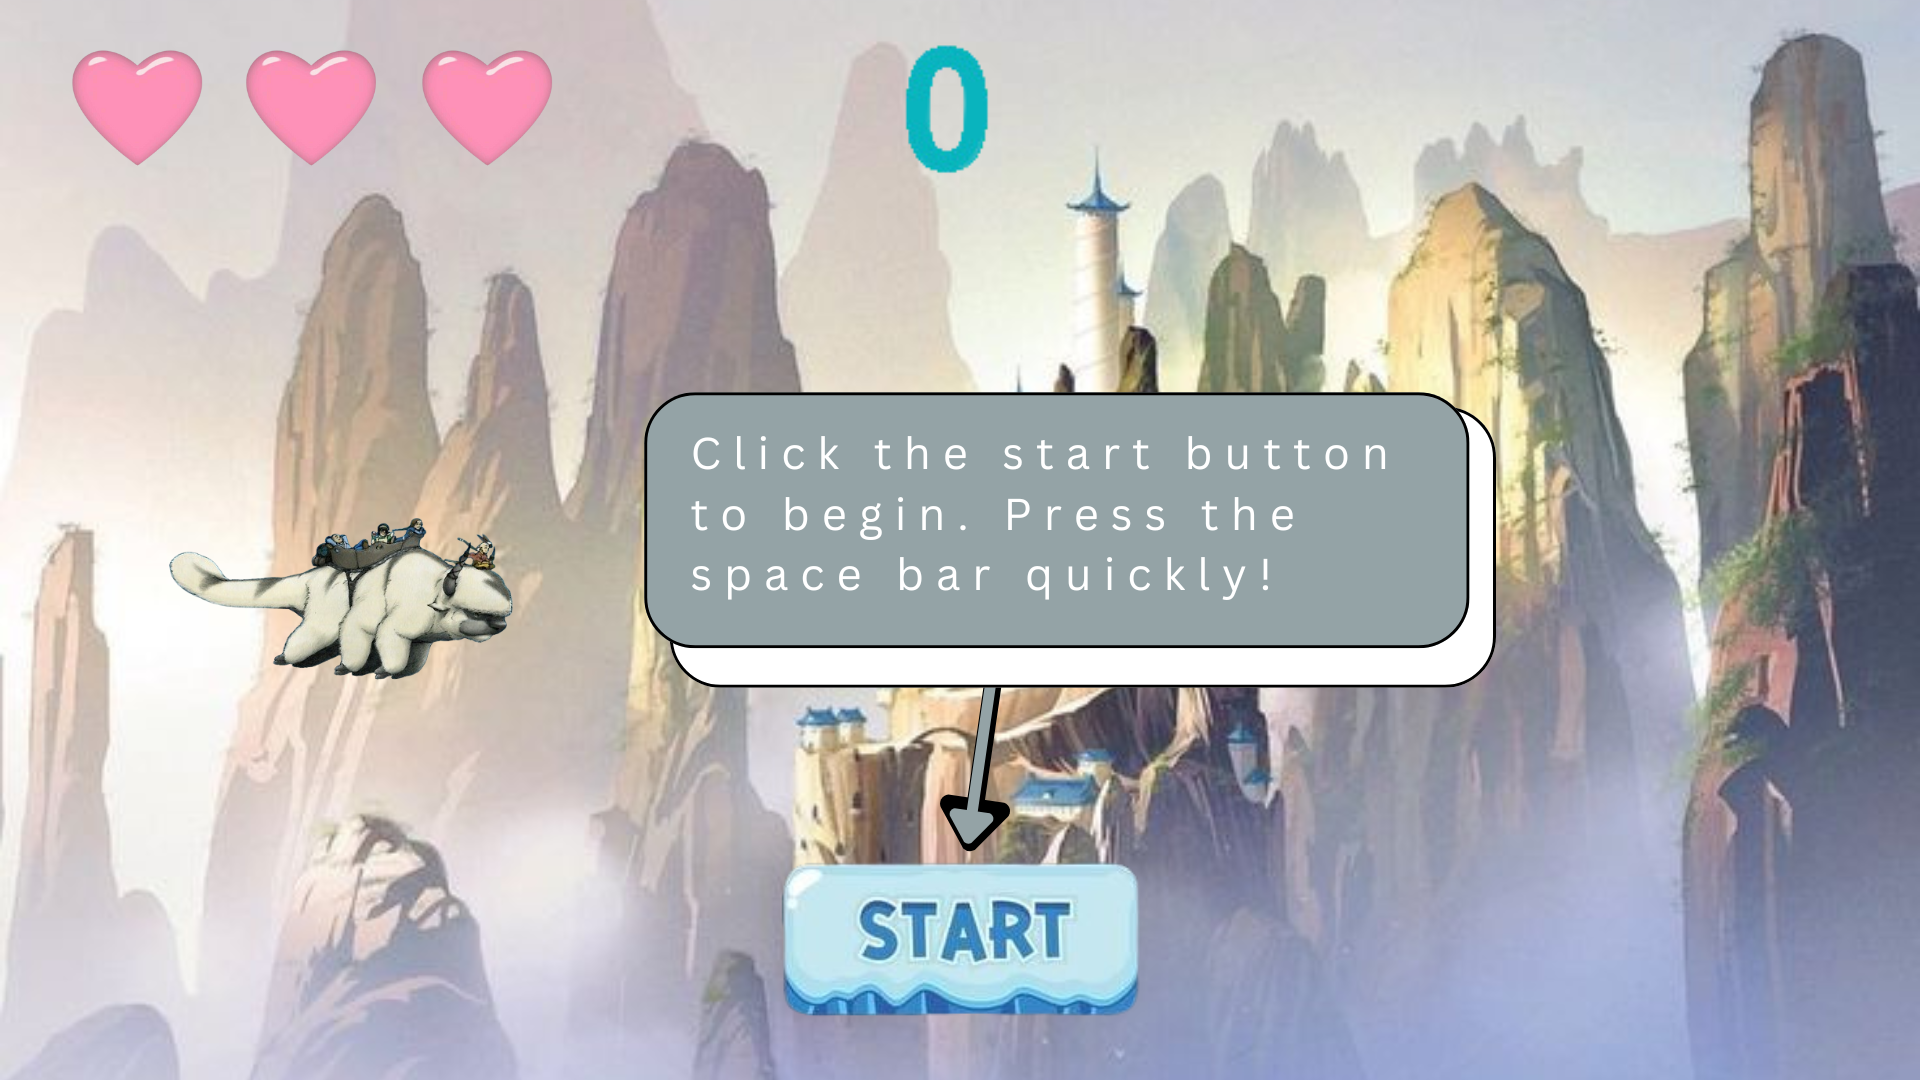 0
Click the start button
to begin. Press the
space bar quickly!
START